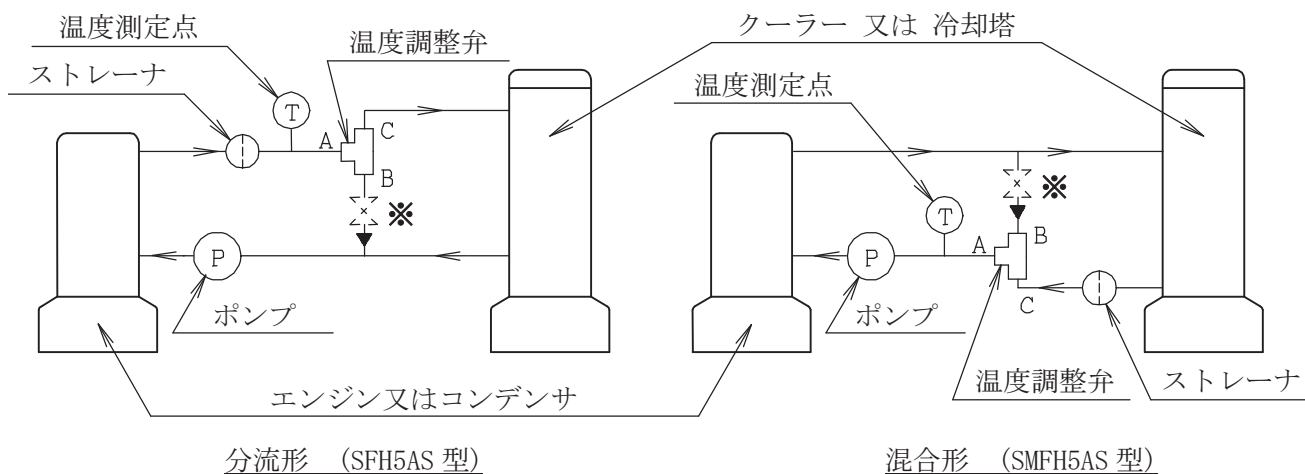 温度測定点
ストレーナ
温度調整弁
クーラー 又は 冷却塔
温度測定点
T
A
C
B
※
P
ポンプ
T
A
B
※
C
P
ポンプ
温度調整弁
ストレーナ
エンジン又はコンデンサ
分流形 (SFH5AS 型)
混合形 (SMFH5AS 型)